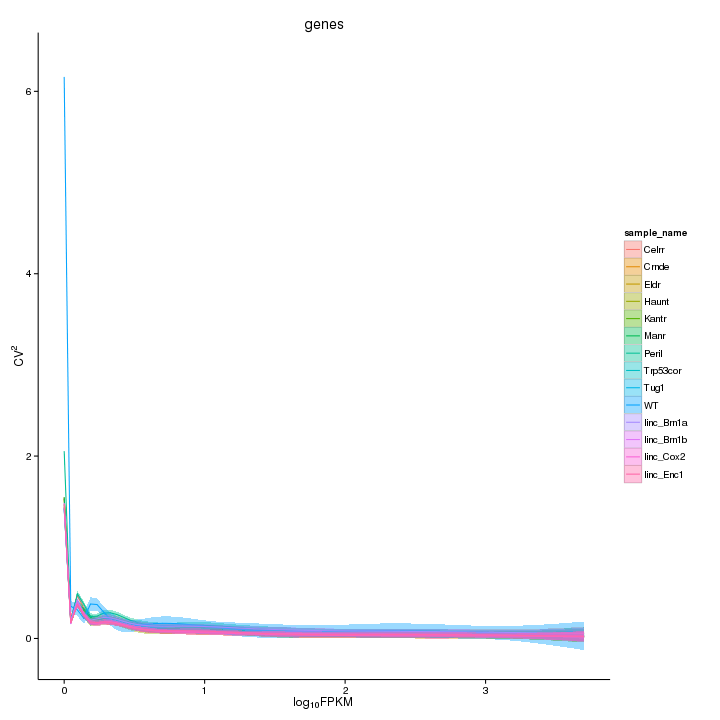 genes
6
4
2
0
CV²
0 1 2 3
log₁₀FPKM
sample_name
Celrr
Crnde
Eldr
Haunt
Kantr
Manr
Peril
Trp53cor
Tug1
WT
linc_Brn1a
linc_Brn1b
linc_Cox2
linc_Enc1